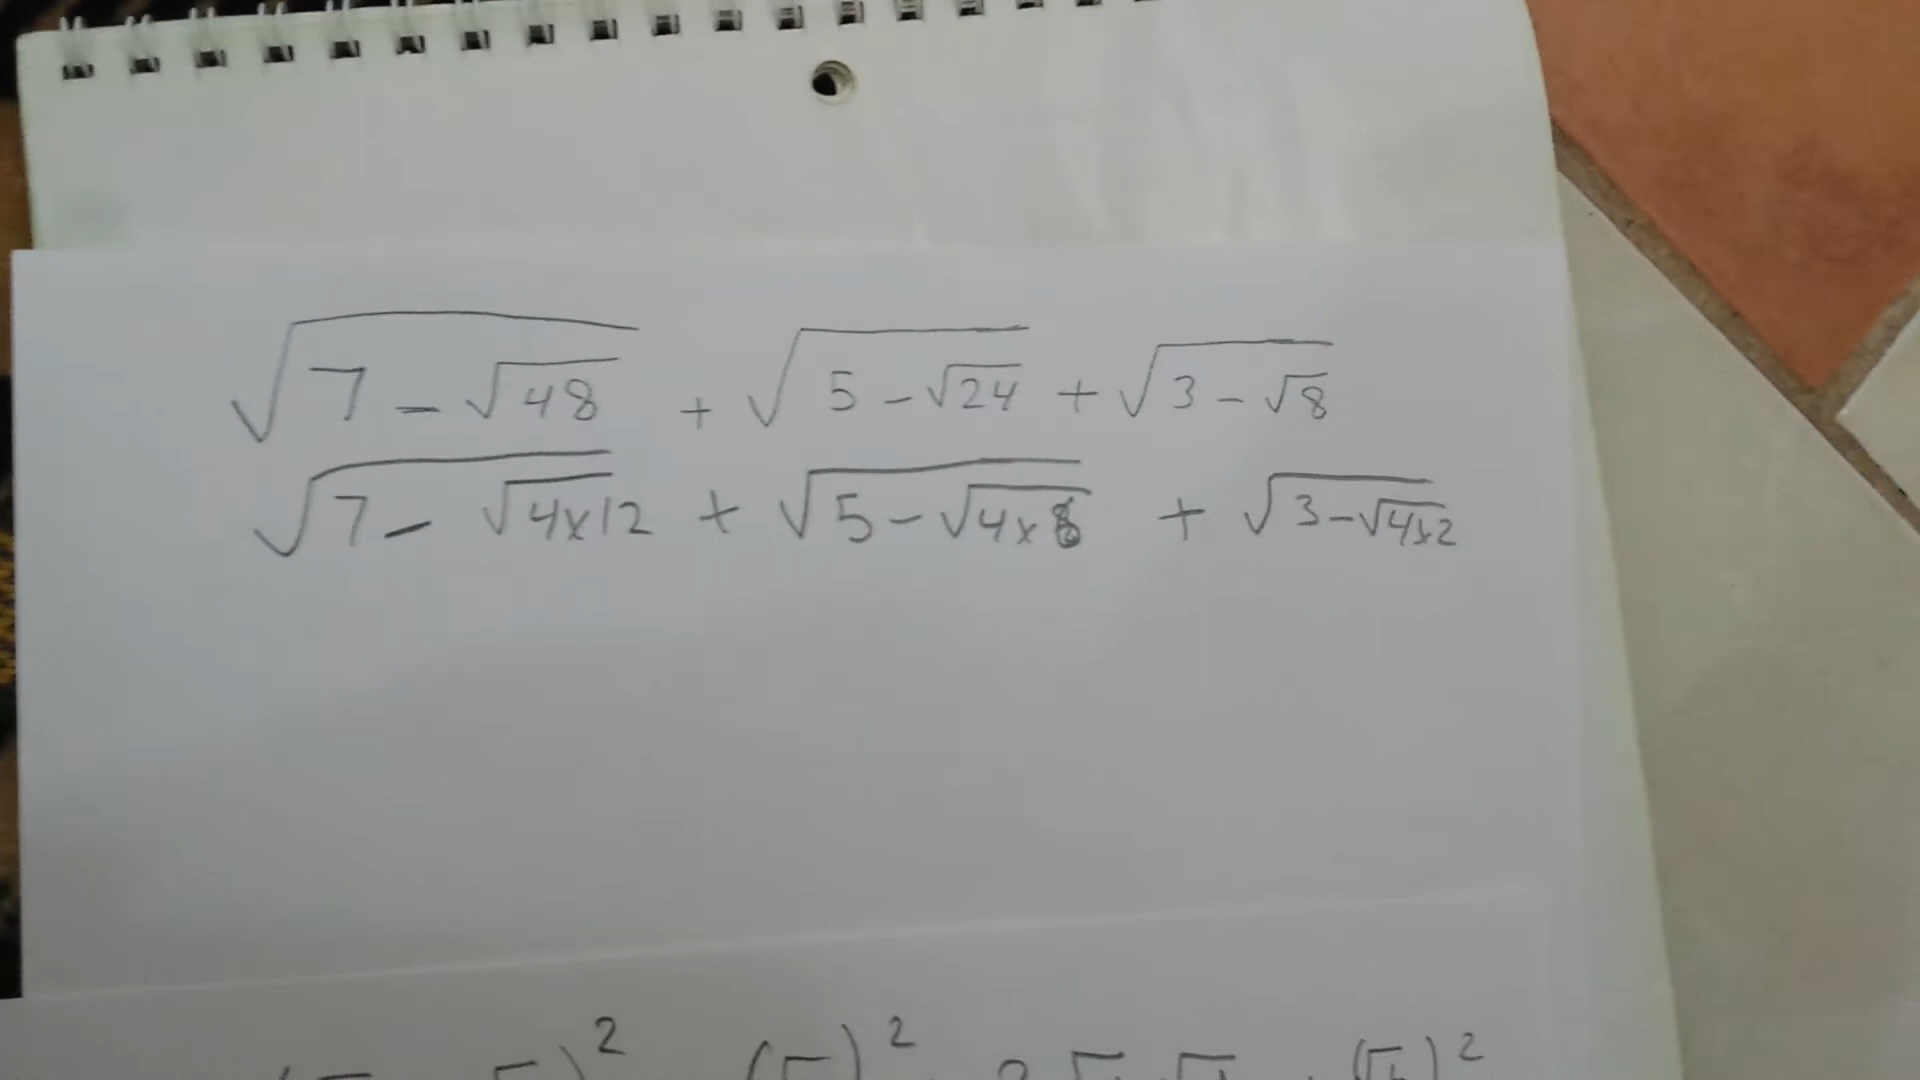 √(7 - √48) + √(5 - √24) + √(3 - √8)
√(7 - √4x12) + √(5 - √4x6) + √(3 - √4x2)